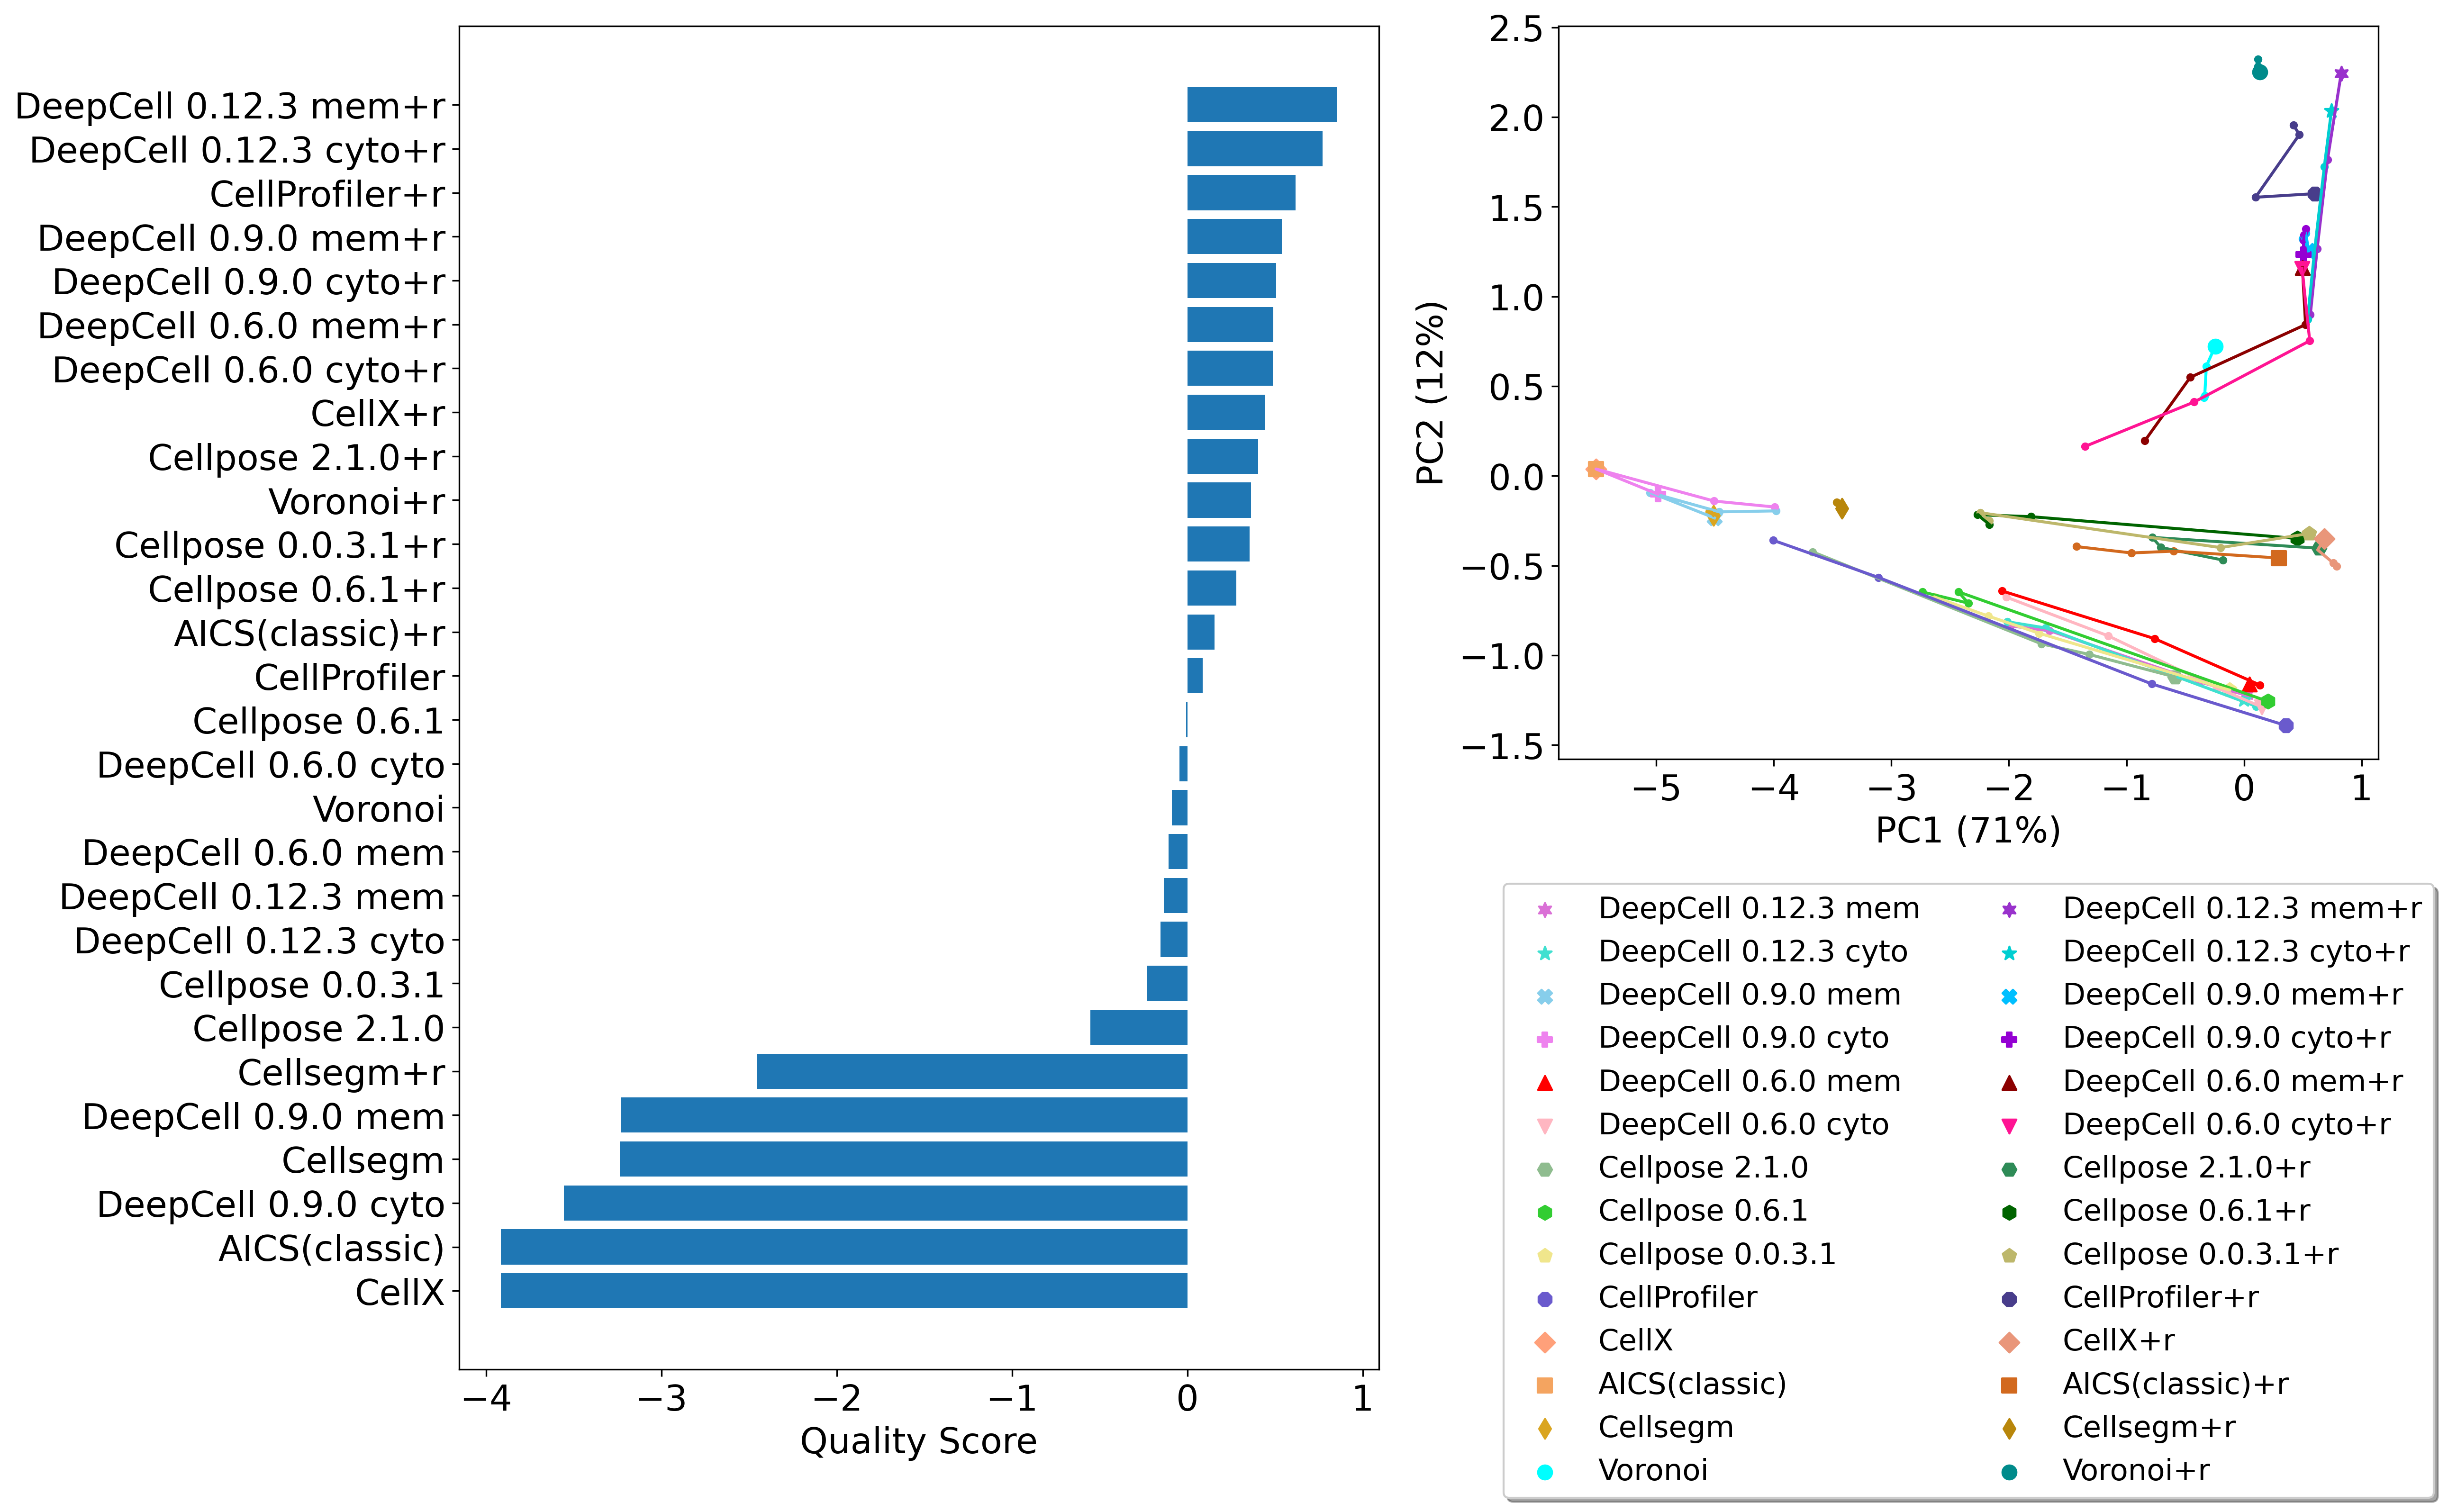 DeepCell 0.12.3 mem+r
DeepCell 0.12.3 cyto+r
CellProfiler+r
DeepCell 0.9.0 mem+r
DeepCell 0.9.0 cyto+r
DeepCell 0.6.0 mem+r
DeepCell 0.6.0 cyto+r
CellX+r
Cellpose 2.1.0+r
Voronoi+r
Cellpose 0.0.3.1+r
Cellpose 0.6.1+r
AICS(classic)+r
CellProfiler
Cellpose 0.6.1
DeepCell 0.6.0 cyto
Voronoi
DeepCell 0.6.0 mem
DeepCell 0.12.3 mem
DeepCell 0.12.3 cyto
Cellpose 0.0.3.1
Cellpose 2.1.0
Cellsegm+r
DeepCell 0.9.0 mem
Cellsegm
DeepCell 0.9.0 cyto
AICS(classic)
CellX
−4 −3 −2 −1 0 1
Quality Score
2.5
2.0
1.5
1.0
0.5
0.0
−0.5
−1.0
−1.5
PC2 (12%)
−5 −4 −3 −2 −1 0 1
PC1 (71%)
DeepCell 0.12.3 mem
DeepCell 0.12.3 cyto
DeepCell 0.9.0 mem
DeepCell 0.9.0 cyto
DeepCell 0.6.0 mem
DeepCell 0.6.0 cyto
Cellpose 2.1.0
Cellpose 0.6.1
Cellpose 0.0.3.1
CellProfiler
CellX
AICS(classic)
Cellsegm
Voronoi
DeepCell 0.12.3 mem+r
DeepCell 0.12.3 cyto+r
DeepCell 0.9.0 mem+r
DeepCell 0.9.0 cyto+r
DeepCell 0.6.0 mem+r
DeepCell 0.6.0 cyto+r
Cellpose 2.1.0+r
Cellpose 0.6.1+r
Cellpose 0.0.3.1+r
CellProfiler+r
CellX+r
AICS(classic)+r
Cellsegm+r
Voronoi+r